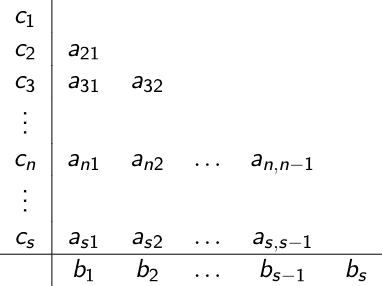 c₁
c₂ a₂₁
c₃ a₃₁ a₃₂
⋮
cₙ aₙ₁ aₙ₂ … aₙ,ₙ₋₁
⋮
cₛ aₛ₁ aₛ₂ … aₛ,ₛ₋₁
b₁ b₂ … bₛ₋₁ bₛ